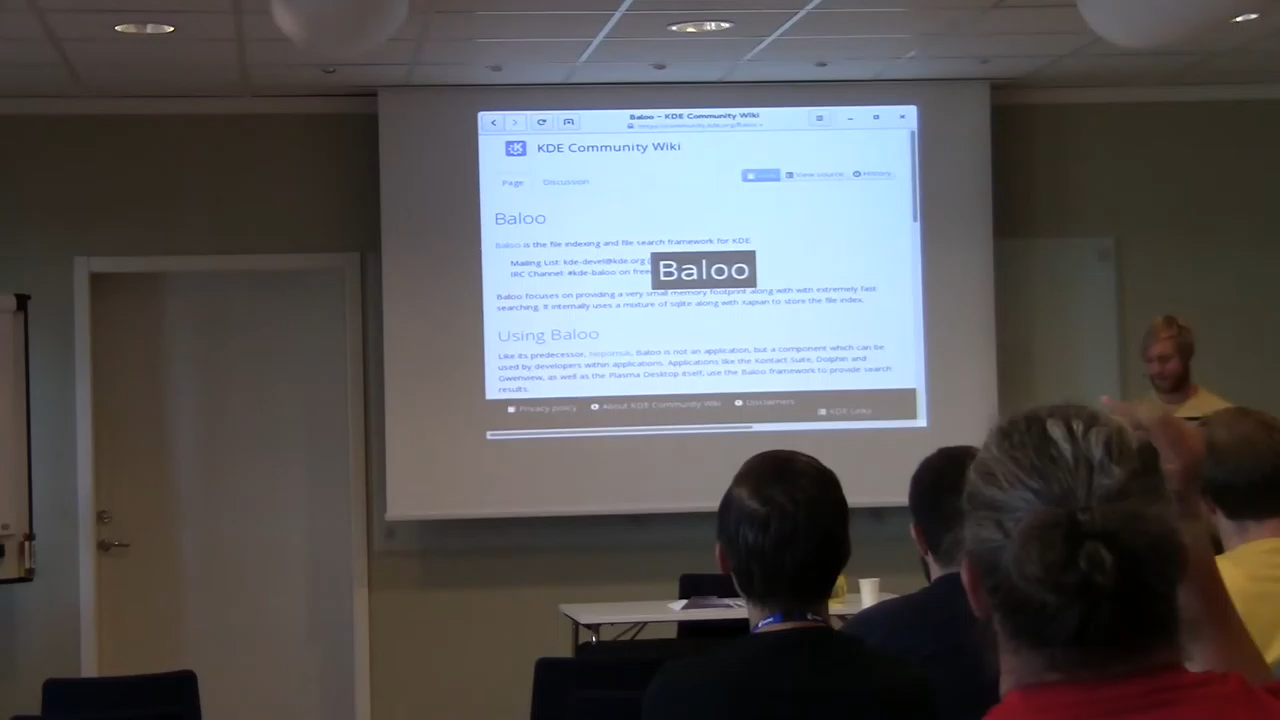 Baloo – KDE Community Wiki
https://community.kde.org/Baloo
KDE Community Wiki
Page
Discussion
View source
History
Baloo
Baloo is the file indexing and file search framework for KDE.
Mailing List: kde-devel@kde.org
IRC Channel: #kde-baloo on
Baloo
Baloo focuses on providing a very small memory footprint along with with extremely fast
searching. It internally uses a mixture of sqlite along with Xapian to store the file index.
Using Baloo
Like its predecessor, Nepomuk, Baloo is not an application, but a component which can be
used by developers within applications. Applications like the Kontact Suite, Dolphin and
Gwenview, as well as the Plasma Desktop itself, use the Baloo framework to provide search
results.
Privacy policy
About KDE Community Wiki
Disclaimers
KDE Links